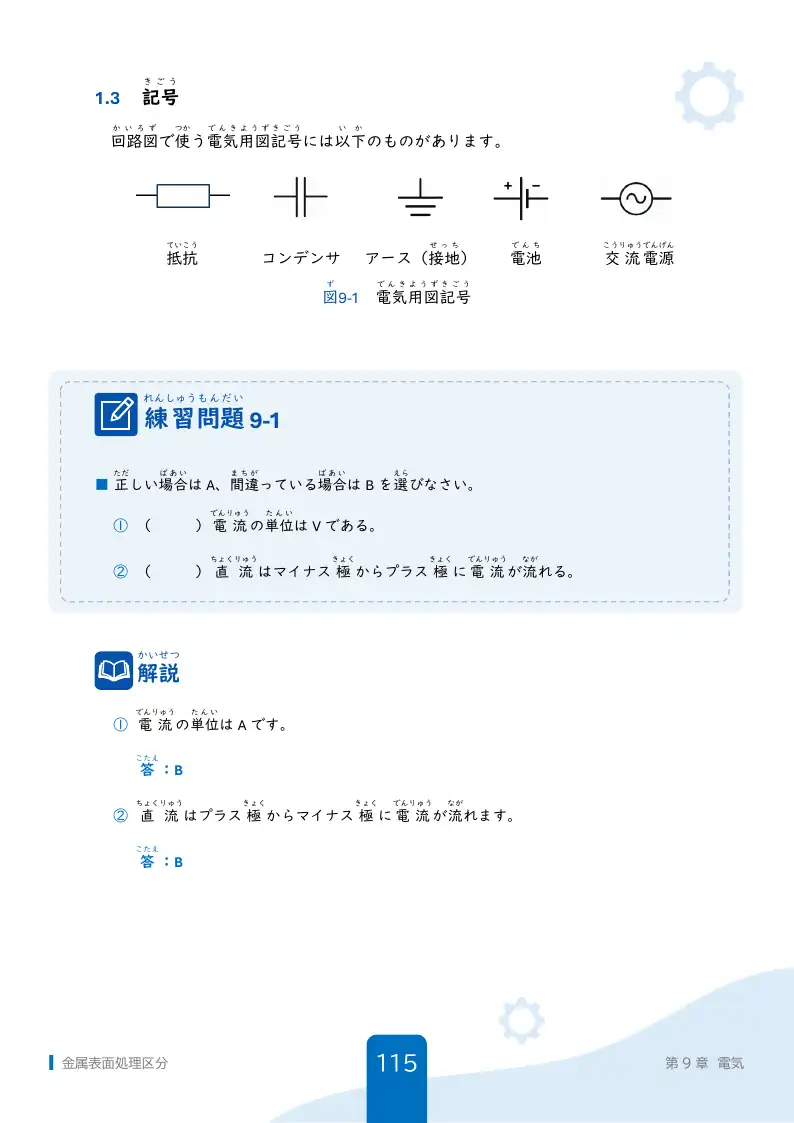 きごう
1.3 記号
かいろず つか でんきようずきごう いか
回路図で使う電気用図記号には以下のものがあります。
+ −
ていこう せっち でんち こうりゅうでんげん
抵抗 コンデンサ アース（接地） 電池 交流電源
ず でんきようずきごう
図9-1 電気用図記号
れんしゅうもんだい
練習問題 9-1
ただ ばあい まちが ばあい えら
■ 正しい場合は A、間違っている場合は B を選びなさい。
でんりゅう たんい
① （ ）電流の単位は V である。
ちょくりゅう きょく きょく でんりゅう なが
② （ ）直流はマイナス極からプラス極に電流が流れる。
かいせつ
解説
でんりゅう たんい
① 電流の単位は A です。
こたえ
答：B
ちょくりゅう きょく きょく でんりゅう なが
② 直流はプラス極からマイナス極に電流が流れます。
こたえ
答：B
金属表面処理区分 115 第 9 章 電気